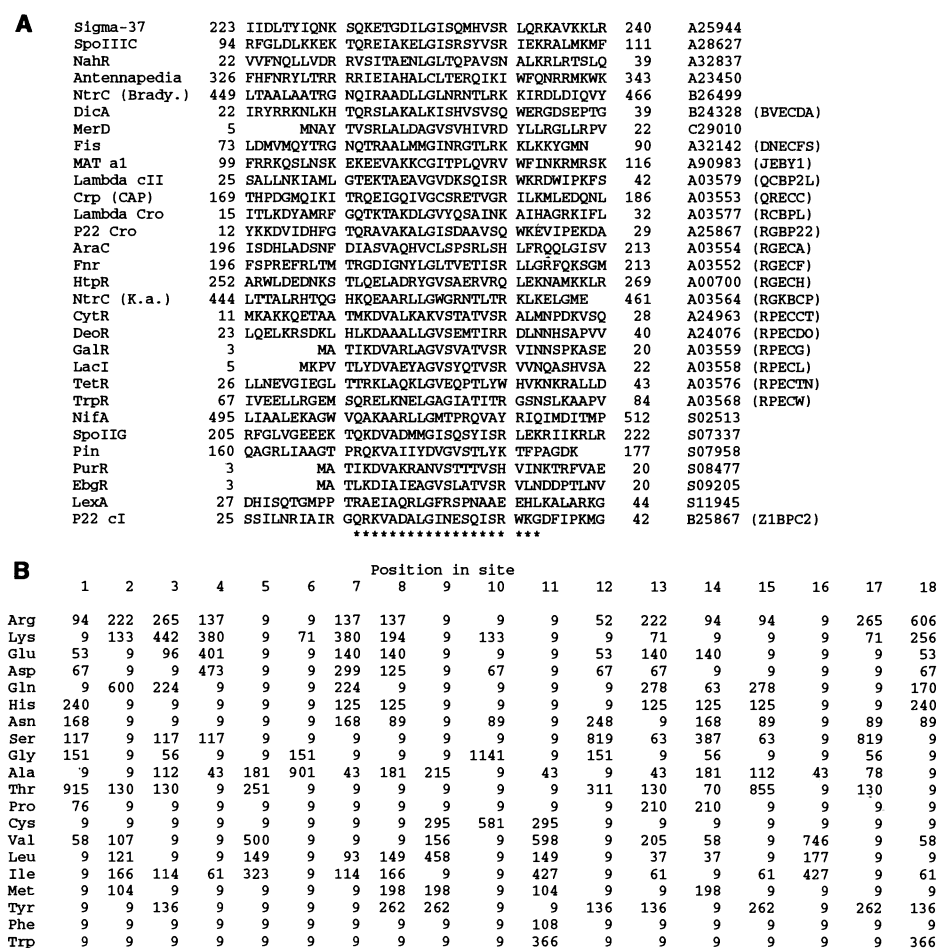 A
Sigma-37 223 IIDLTYIQNK SQKETGDILGISQMHVSR LQRKAVKKLR 240 A25944
SpoIIIC 94 RFGLDLKKEK TQREIAKELGISRSYVSR IEKRALMKMF 111 A28627
NahR 22 VVFNQLLVDR RVSITAENLGLTQPAVSN ALKRLRTSLQ 39 A32837
Antennapedia 326 FHFNRYLTRR RRIEIAHALCLTERQIKI WFQNRRMKWK 343 A23450
NtrC (Brady.) 449 LTAALAATRG NQIRAADLLGLNRNTLRK KIRDLDIQVY 466 B26499
DicA 22 IRYRRKNLKH TQRSLAKALKISHVSVSQ WERGDSEPTG 39 B24328 (BVECDA)
MerD 5 MNAY TVSRLALDAGVSVHIVRD YLLRGLLRPV 22 C29010
Fis 73 LDMVMQYTRG NQTRAALMMGINRGTLRK KLKKYGMN 90 A32142 (DNECFS)
MAT a1 99 FRRKQSLNSK EKEEVAKKCGITPLQVRV WFINKRMRSK 116 A90983 (JEBY1)
Lambda cII 25 SALLNKIAML GTEKTAEAVGVDKSQISR WKRDWIPKFS 42 A03579 (QCBP2L)
Crp (CAP) 169 THPDGMQIKI TRQEIGQIVGCSRETVGR ILKMLEDQNL 186 A03553 (QRECC)
Lambda Cro 15 ITLKDYAMRF GQTKTAKDLGVYQSAINK AIHAGRKIFL 32 A03577 (RCBPL)
P22 Cro 12 YKKDVIDHFG TQRAVAKALGISDAAVSQ WKEVIPEKDA 29 A25867 (RGBP22)
AraC 196 ISDHLADSNF DIASVAQHVCLSPSRLSH LFRQQLGISV 213 A03554 (RGECA)
Fnr 196 FSPREFRLTM TRGDIGNYLGLTVETISR LLGRFQKSGM 213 A03552 (RGECF)
HtpR 252 ARWLDEDNKS TLQELADRYGVSAERVRQ LEKNAMKKLR 269 A00700 (RGECH)
NtrC (K.a.) 444 LTTALRHTQG HKQEAARLLGWGRNTLTR KLKELGME 461 A03564 (RGKBCP)
CytR 11 MKAKKQETAA TMKDVALKAKVSTATVSR ALMNPDKVSQ 28 A24963 (RPECCT)
DeoR 23 LQELKRSDKL HLKDAAALLGVSEMTIRR DLNNHSAPVV 40 A24076 (RPECDO)
GalR 3 MA TIKDVARLAGVSVATVSR VINNSPKASE 20 A03559 (RPECG)
LacI 5 MKPV TLYDVAEYAGVSYQTVSR VVNQASHVSA 22 A03558 (RPECL)
TetR 26 LLNEVGIEGL TTRKLAQKLGVEQPTLYW HVKNKRALLD 43 A03576 (RPECTN)
TrpR 67 IVEELLRGEM SQRELKNELGAGIATITR GSNSLKAAPV 84 A03568 (RPECW)
NifA 495 LIAALEKAGW VQAKAARLLGMTPRQVAY RIQIMDITMP 512 S02513
SpoIIG 205 RFGLVGEEEK TQKDVADMMGISQSYISR LEKRIIKRLR 222 S07337
Pin 160 QAGRLIAAGT PRQKVAIIYDVGVSTLYK TFPAGDK 177 S07958
PurR 3 MA TIKDVAKRANVSTTTVSH VINKTRFVAE 20 S08477
EbgR 3 MA TLKDIAIEAGVSLATVSR VLNDDPTLNV 20 S09205
LexA 27 DHISQTGMPP TRAEIAQRLGFRSPNAAE EHLKALARKG 44 S11945
P22 cI 25 SSILNRIAIR GQRKVADALGINESQISR WKGDFIPKMG 42 B25867 (Z1BPC2)
***************** ***
B
Position in site
1 2 3 4 5 6 7 8 9 10 11 12 13 14 15 16 17 18
Arg 94 222 265 137 9 9 137 137 9 9 9 52 222 94 94 9 265 606
Lys 9 133 442 380 9 71 380 194 9 133 9 9 71 9 9 9 71 256
Glu 53 9 96 401 9 9 140 140 9 9 9 53 140 140 9 9 9 53
Asp 67 9 9 473 9 9 299 125 9 67 9 67 67 9 9 9 9 67
Gln 9 600 224 9 9 9 224 9 9 9 9 9 278 63 278 9 9 170
His 240 9 9 9 9 9 125 125 9 9 9 9 125 125 125 9 9 240
Asn 168 9 9 9 9 9 168 89 9 89 9 248 9 168 89 9 89 89
Ser 117 9 117 117 9 9 9 9 9 9 9 819 63 387 63 9 819 9
Gly 151 9 56 9 9 151 9 9 9 1141 9 151 9 56 9 9 56 9
Ala 9 9 112 43 181 901 43 181 215 9 43 9 43 181 112 43 78 9
Thr 915 130 130 9 251 9 9 9 9 9 9 311 130 70 855 9 130 9
Pro 76 9 9 9 9 9 9 9 9 9 9 9 210 210 9 9 9 9
Cys 9 9 9 9 9 9 9 9 295 581 295 9 9 9 9 9 9 9
Val 58 107 9 9 500 9 9 9 156 9 598 9 205 58 9 746 9 58
Leu 9 121 9 9 149 9 93 149 458 9 149 9 37 37 9 177 9 9
Ile 9 166 114 61 323 9 114 166 9 9 427 9 61 9 61 427 9 61
Met 9 104 9 9 9 9 9 198 198 9 104 9 9 198 9 9 9 9
Tyr 9 9 136 9 9 9 9 262 262 9 9 136 136 9 262 9 262 136
Phe 9 9 9 9 9 9 9 9 9 9 108 9 9 9 9 9 9 9
Trp 9 9 9 9 9 9 9 9 9 9 366 9 9 9 9 9 9 366